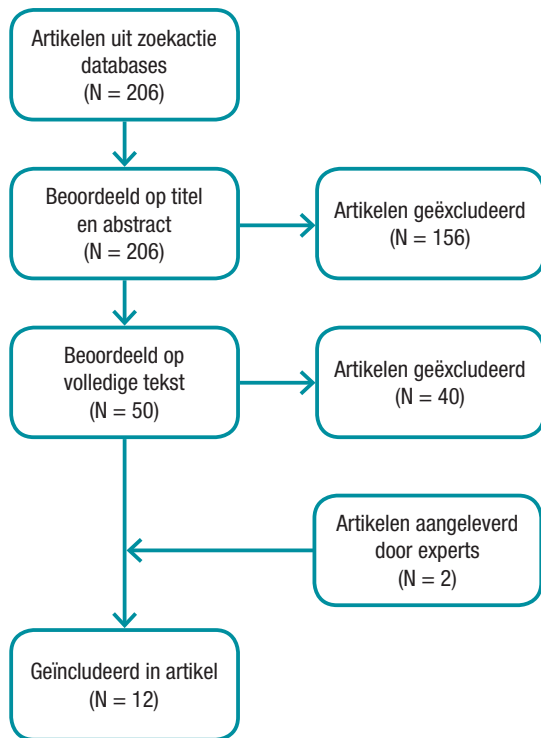 Artikelen uit zoekactie
databases
(N = 206)
Beoordeeld op titel
en abstract
(N = 206)
Artikelen geëxcludeerd
(N = 156)
Beoordeeld op
volledige tekst
(N = 50)
Artikelen geëxcludeerd
(N = 40)
Artikelen aangeleverd
door experts
(N = 2)
Geïncludeerd in artikel
(N = 12)